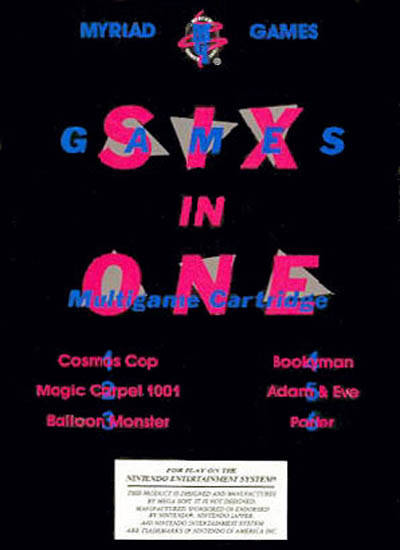 MYRIAD GAMES
SIX
GAMES
IN
ONE
Multigame Cartridge
1 Cosmos Cop
2 Magic Carpet 1001
3 Balloon Monster
4 Bookyman
5 Adam & Eve
6 Porter
FOR PLAY ON THE
NINTENDO ENTERTAINMENT SYSTEM®
THIS PRODUCT IS DESIGNED AND MANUFACTURED
BY MEGA SOFT. IT IS NOT DESIGNED,
MANUFACTURED, SPONSORED OR ENDORSED
BY NINTENDO®. NINTENDO
AND NINTENDO ENTERTAINMENT SYSTEM
ARE TRADEMARKS OF NINTENDO OF AMERICA INC.